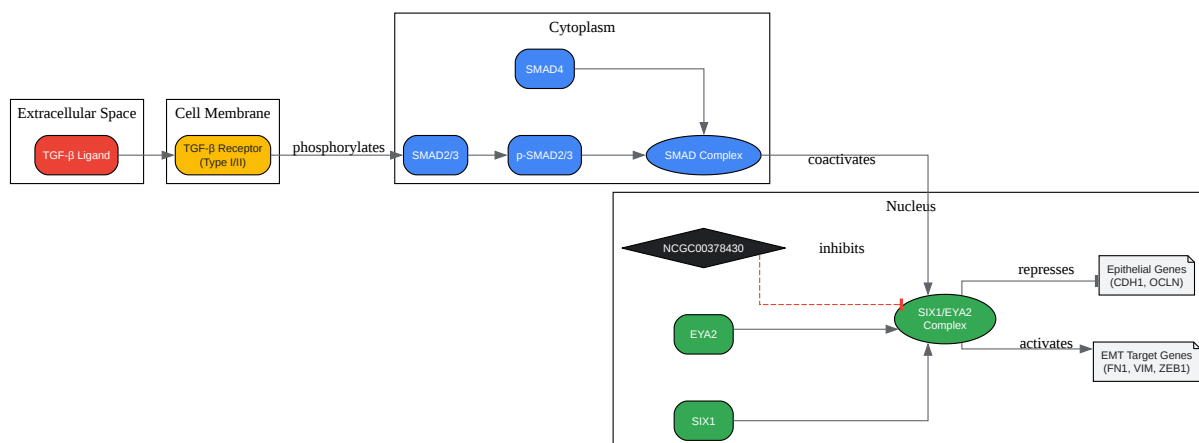 Cytoplasm
SMAD4
Extracellular Space
Cell Membrane
TGF-β Ligand
TGF-β Receptor
(Type I/II)
phosphorylates
SMAD2/3
p-SMAD2/3
SMAD Complex
coactivates
Nucleus
NCGC00378430
inhibits
represses
Epithelial Genes
(CDH1, OCLN)
SIX1/EYA2
Complex
EYA2
activates
EMT Target Genes
(FN1, VIM, ZEB1)
SIX1